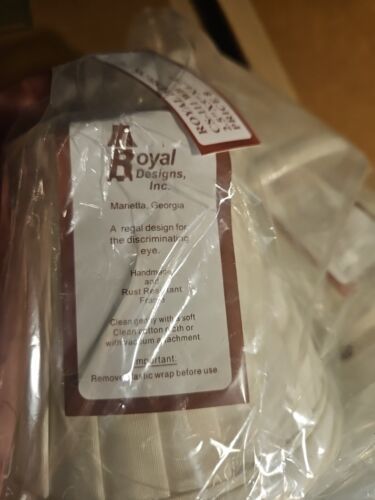 Royal
Designs,
Inc.
Marietta, Georgia
A regal design for
the discriminating
eye.
Handmade
and
Rust Resistant
Frame
Clean gently with a soft
Clean cotton cloth or
with vacuum attachment
Important
Remove plastic wrap before use
ROYAL